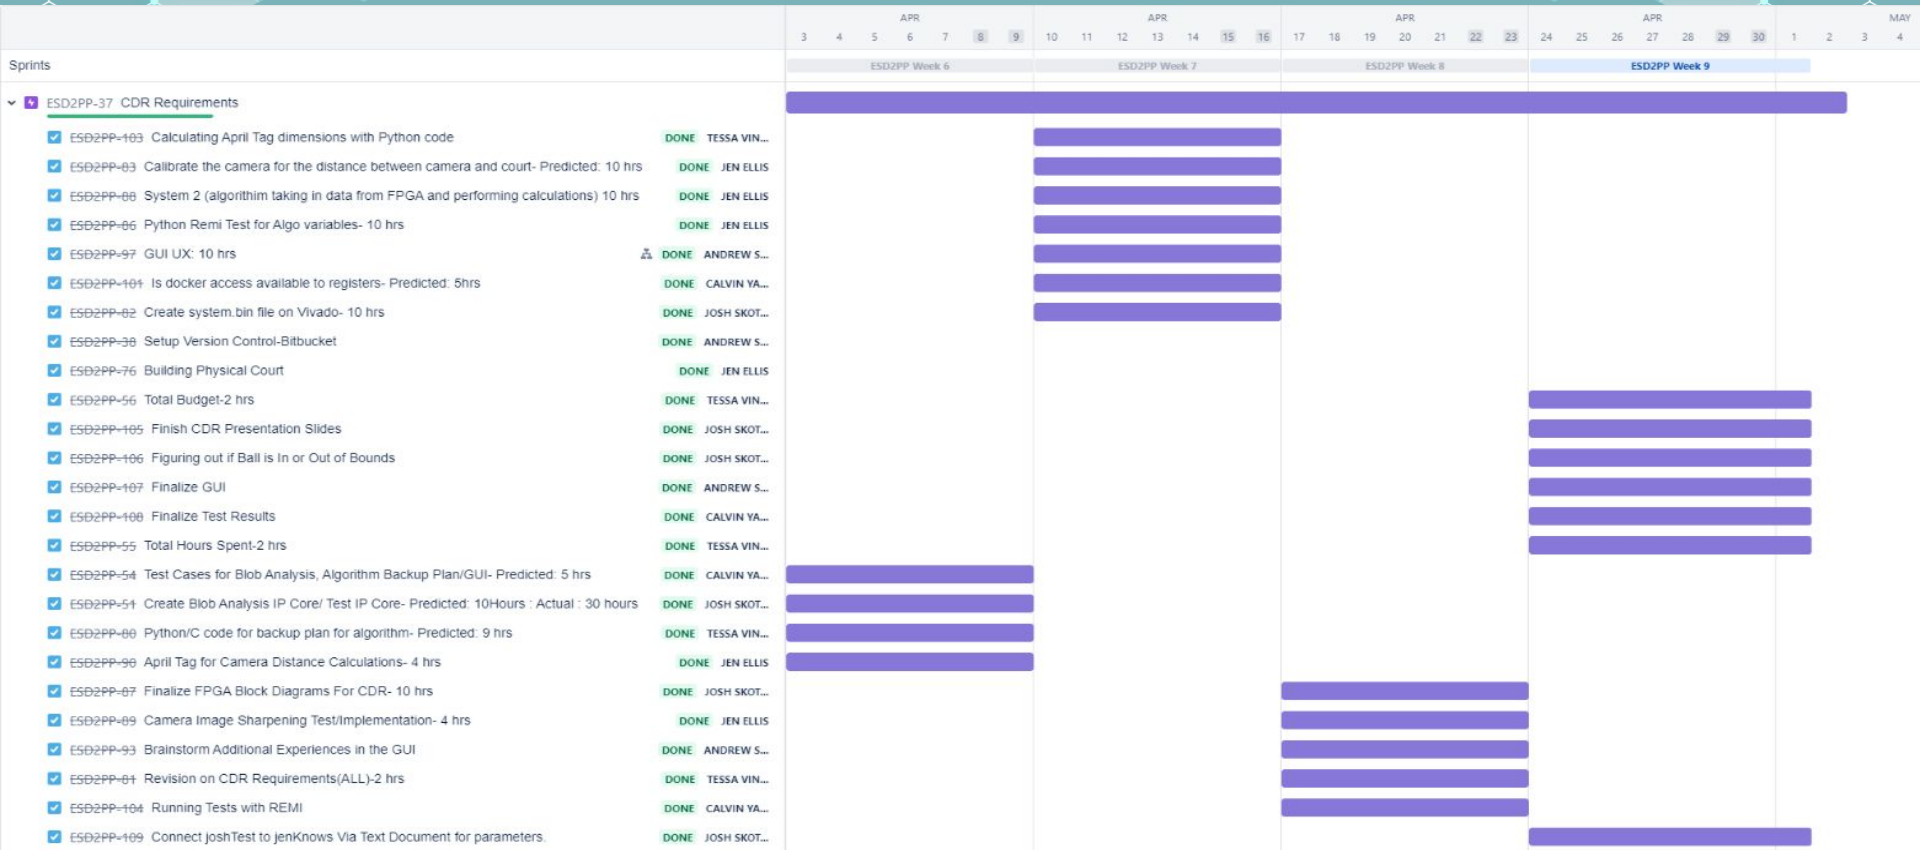 APR APR APR APR MAY
3 4 5 6 7 8 9 10 11 12 13 14 15 16 17 18 19 20 21 22 23 24 25 26 27 28 29 30 1 2 3 4
Sprints ESD2PP Week 6 ESD2PP Week 7 ESD2PP Week 8 ESD2PP Week 9
ESD2PP-37 CDR Requirements
ESD2PP-103 Calculating April Tag dimensions with Python code DONE TESSA VIN...
ESD2PP-83 Calibrate the camera for the distance between camera and court- Predicted: 10 hrs DONE JEN ELLIS
ESD2PP-88 System 2 (algorithim taking in data from FPGA and performing calculations) 10 hrs DONE JEN ELLIS
ESD2PP-86 Python Remi Test for Algo variables- 10 hrs DONE JEN ELLIS
ESD2PP-97 GUI UX: 10 hrs DONE ANDREW S...
ESD2PP-101 Is docker access available to registers- Predicted: 5hrs DONE CALVIN YA...
ESD2PP-82 Create system.bin file on Vivado- 10 hrs DONE JOSH SKOT...
ESD2PP-38 Setup Version Control-Bitbucket DONE ANDREW S...
ESD2PP-76 Building Physical Court DONE JEN ELLIS
ESD2PP-56 Total Budget-2 hrs DONE TESSA VIN...
ESD2PP-105 Finish CDR Presentation Slides DONE JOSH SKOT...
ESD2PP-106 Figuring out if Ball is In or Out of Bounds DONE JOSH SKOT...
ESD2PP-107 Finalize GUI DONE ANDREW S...
ESD2PP-108 Finalize Test Results DONE CALVIN YA...
ESD2PP-55 Total Hours Spent-2 hrs DONE TESSA VIN...
ESD2PP-54 Test Cases for Blob Analysis, Algorithm Backup Plan/GUI- Predicted: 5 hrs DONE CALVIN YA...
ESD2PP-51 Create Blob Analysis IP Core/ Test IP Core- Predicted: 10Hours : Actual : 30 hours DONE JOSH SKOT...
ESD2PP-80 Python/C code for backup plan for algorithm- Predicted: 9 hrs DONE TESSA VIN...
ESD2PP-90 April Tag for Camera Distance Calculations- 4 hrs DONE JEN ELLIS
ESD2PP-87 Finalize FPGA Block Diagrams For CDR- 10 hrs DONE JOSH SKOT...
ESD2PP-89 Camera Image Sharpening Test/Implementation- 4 hrs DONE JEN ELLIS
ESD2PP-93 Brainstorm Additional Experiences in the GUI DONE ANDREW S...
ESD2PP-81 Revision on CDR Requirements(ALL)-2 hrs DONE TESSA VIN...
ESD2PP-104 Running Tests with REMI DONE CALVIN YA...
ESD2PP-109 Connect joshTest to jenKnows Via Text Document for parameters. DONE JOSH SKOT...